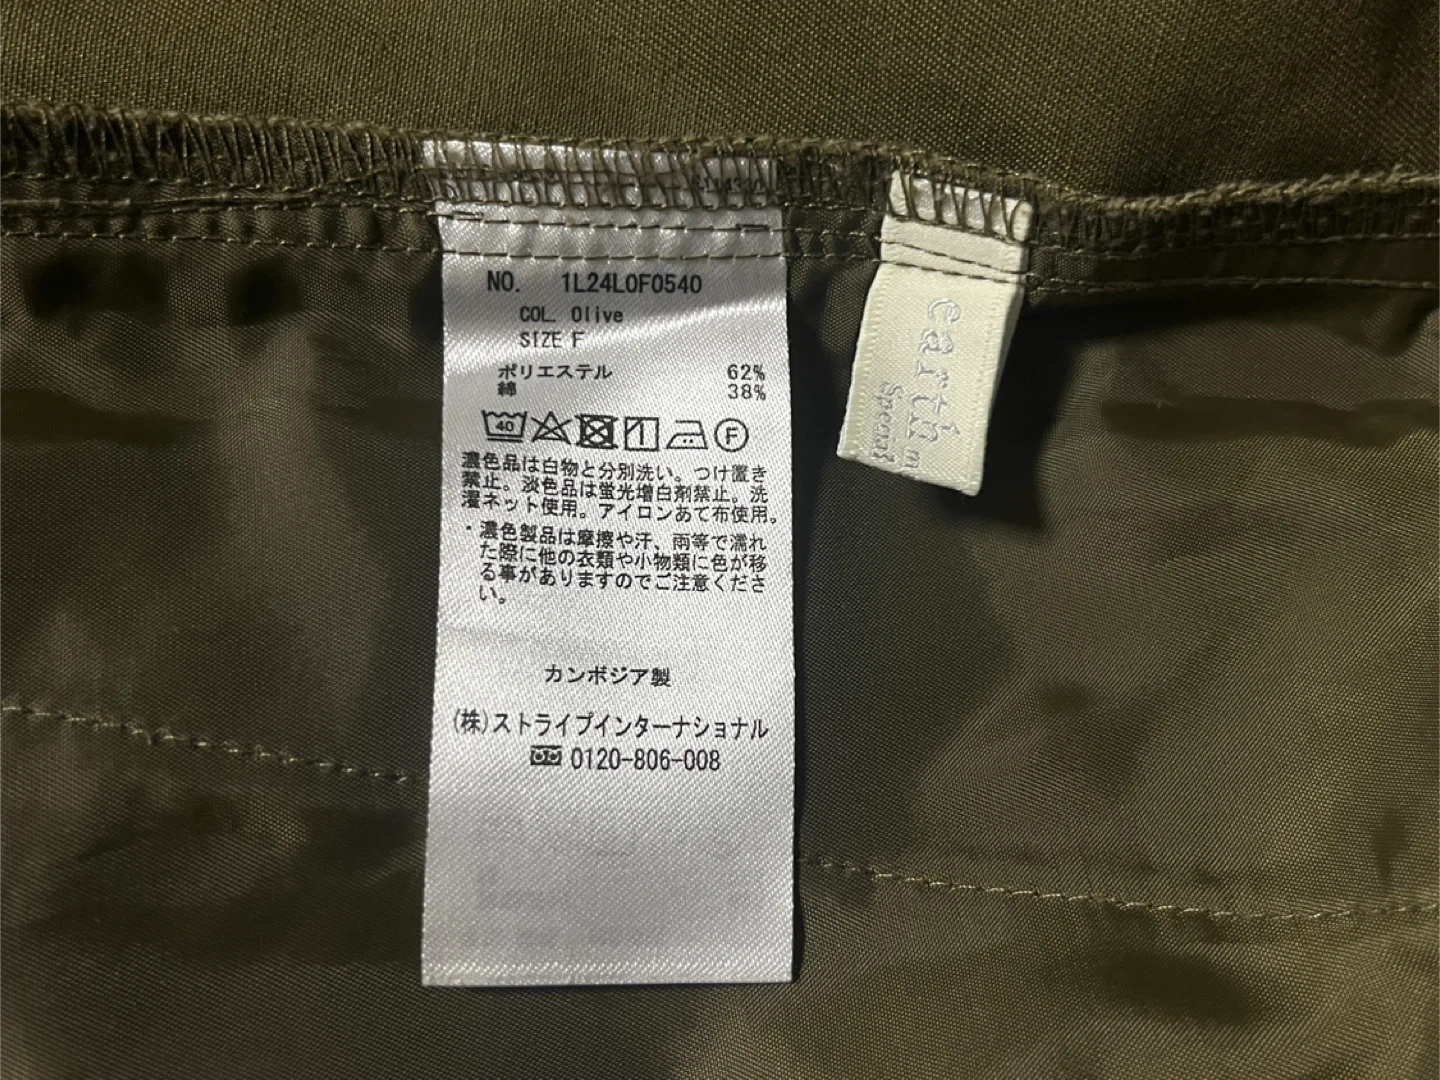 NO. 1L24L0F0540
COL. Olive
SIZE F
ポリエステル 62%
綿 38%
40 F
濃色品は白物と分別洗い。つけ置き
禁止。淡色品は蛍光増白剤禁止。洗
濯ネット使用。アイロンあて布使用。
・濃色製品は摩擦や汗、雨等で濡れ
た際に他の衣類や小物類に色が移
る事がありますのでご注意くださ
い。
カンボジア製
(株)ストライプインターナショナル
0120-806-008
earth m
Special